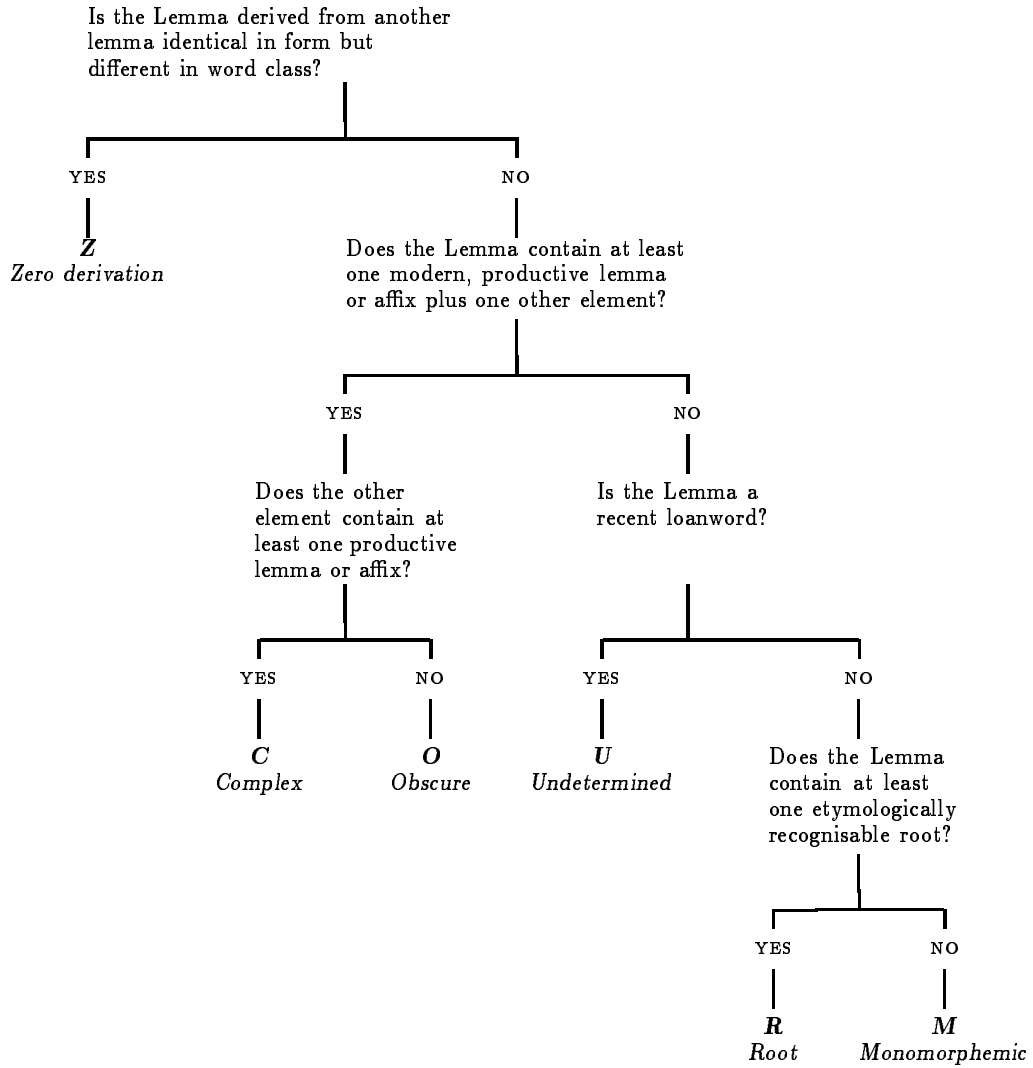 Is the Lemma derived from another
lemma identical in form but
different in word class?
YES
NO
Z
Zero derivation
Does the Lemma contain at least
one modern, productive lemma
or affix plus one other element?
YES
NO
Does the other
element contain at
least one productive
lemma or affix?
Is the Lemma a
recent loanword?
YES
NO
YES
NO
C
Complex
O
Obscure
U
Undetermined
Does the Lemma
contain at least
one etymologically
recognisable root?
YES
NO
R
Root
M
Monomorphemic